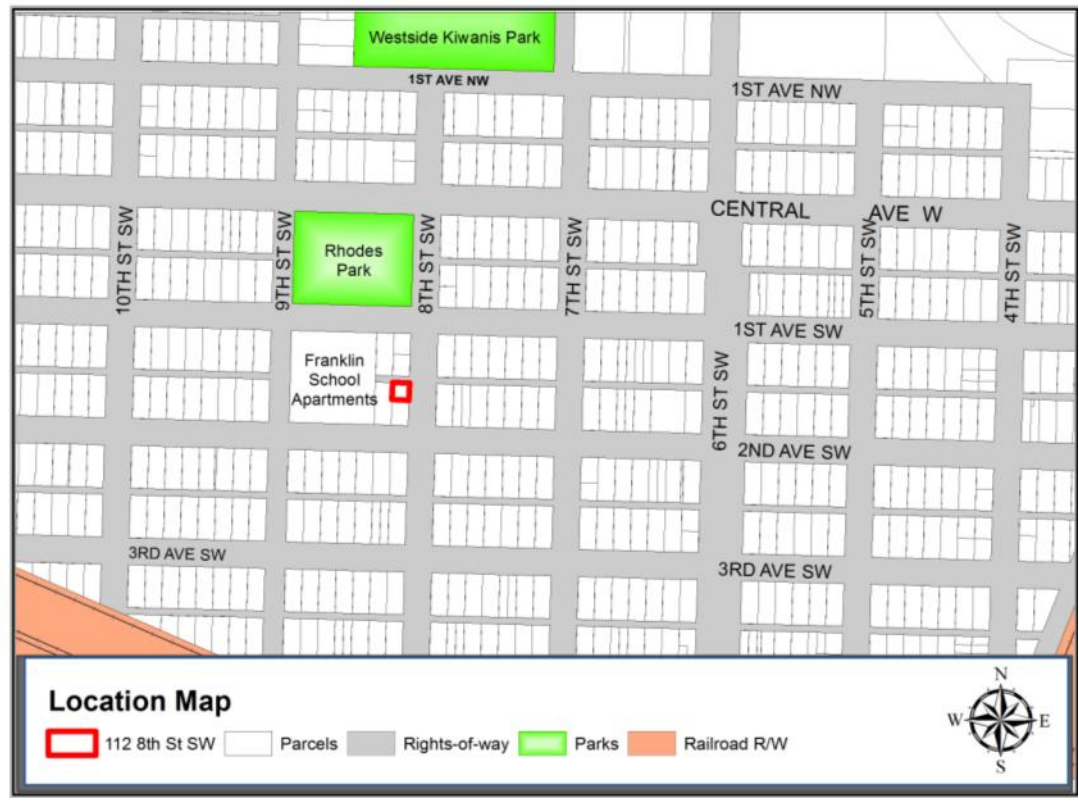 Westside Kiwanis Park
1ST AVE NW
1ST AVE NW
CENTRAL AVE W
10TH ST SW
9TH ST SW
Rhodes
Park
8TH ST SW
7TH ST SW
5TH ST SW
4TH ST SW
1ST AVE SW
Franklin
School
Apartments
6TH ST SW
2ND AVE SW
3RD AVE SW
3RD AVE SW
Location Map
112 8th St SW Parcels Rights-of-way Parks Railroad R/W
N
W E
S